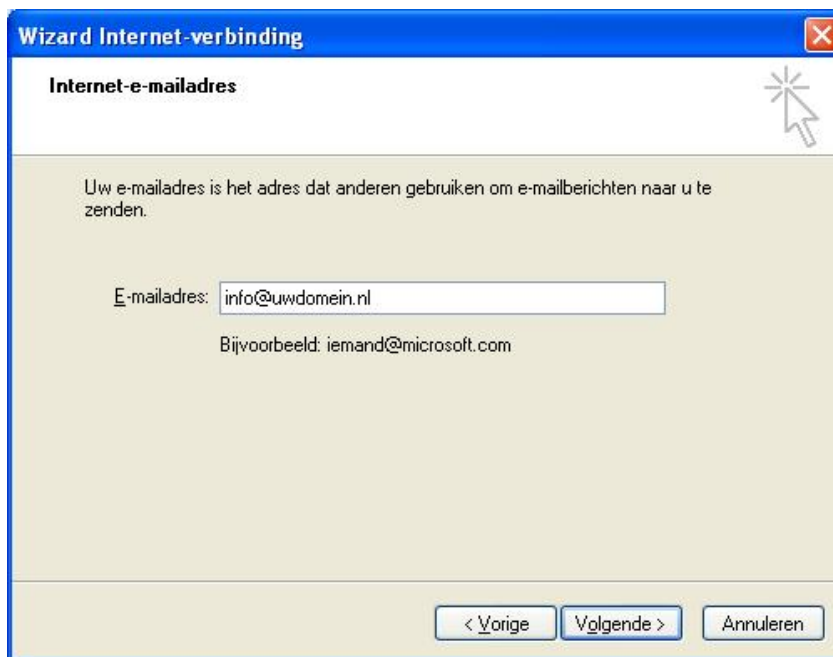 Wizard Internet-verbinding
Internet-e-mailadres
Uw e-mailadres is het adres dat anderen gebruiken om e-mailberichten naar u te
zenden.
E-mailadres: info@uwdomein.nl
Bijvoorbeeld: iemand@microsoft.com
< Vorige Volgende > Annuleren